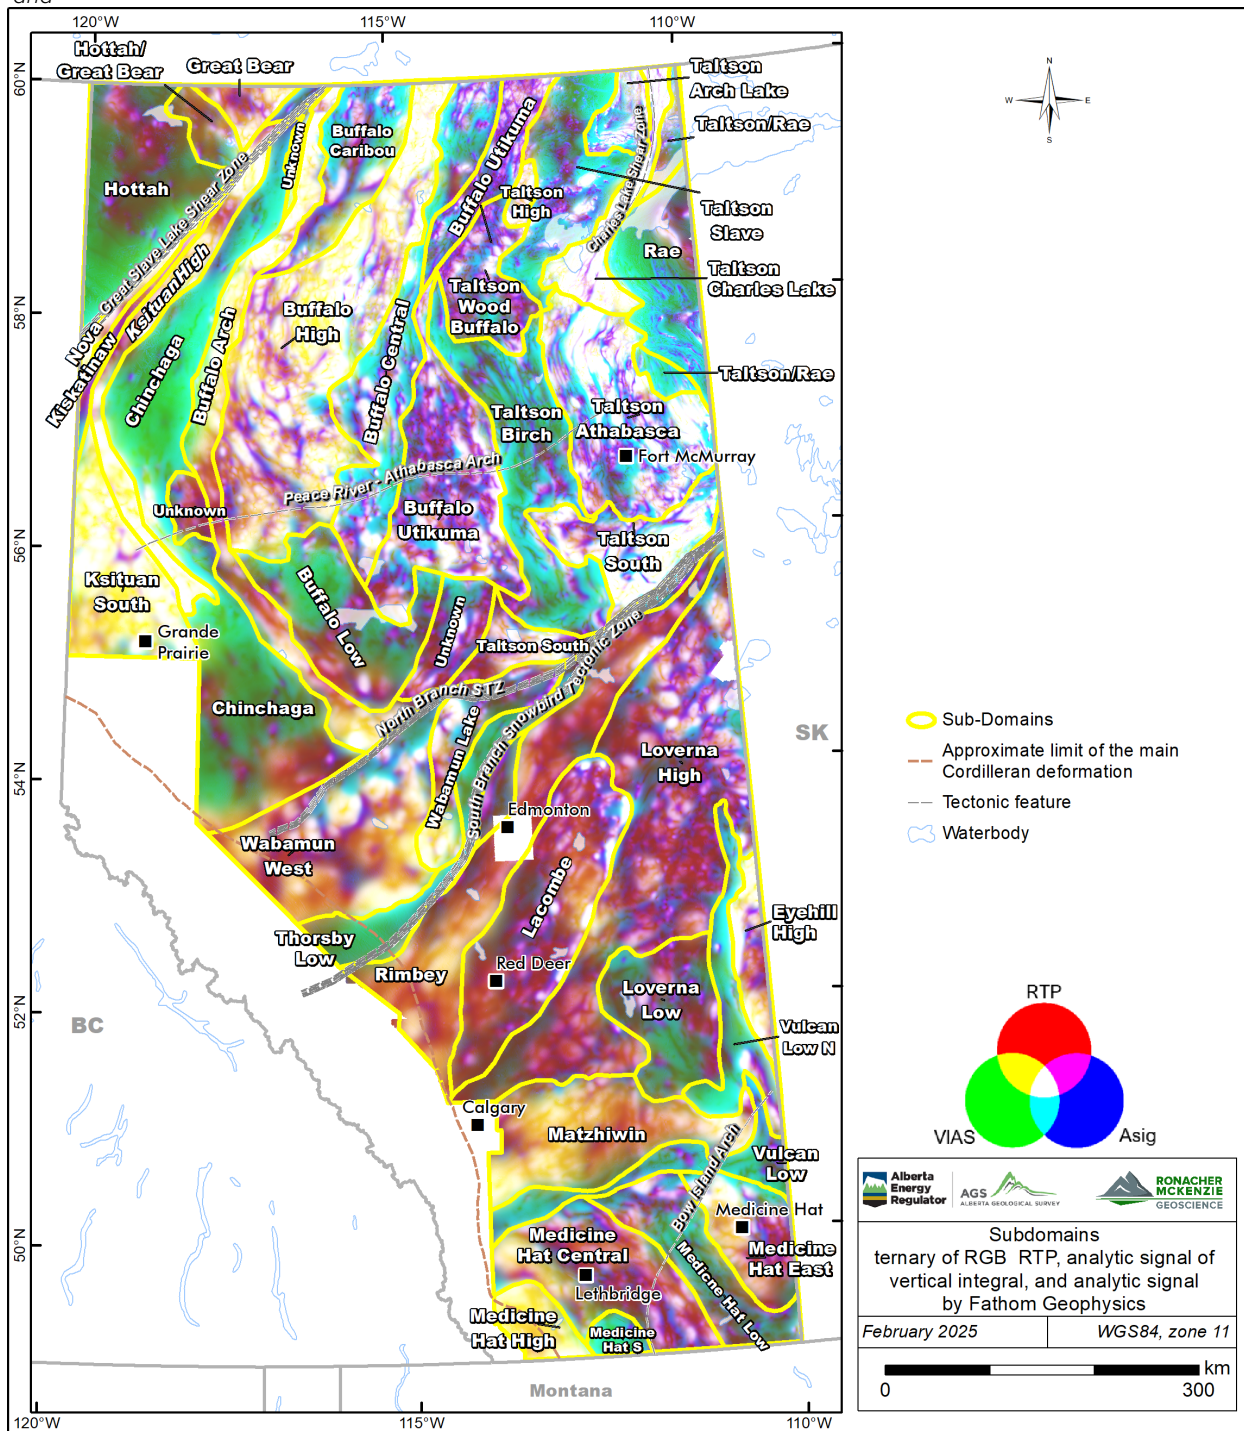 and
120°W
115°W
110°W
60°N
58°N
56°N
54°N
52°N
50°N
120°W
115°W
110°W
Hottah/
Great Bear
Great Bear
Taltson
Arch Lake
Taltson/Rae
Buffalo
Caribou
Unknown
Buffalo Utikuma
Hottah
Great Slave Lake Shear Zone
Charles Lake Shear Zone
Taltson
High
Taltson
Slave
Rae
Taltson
Charles Lake
Ksituan High
Nova
Kiskatinaw
Chinchaga
Buffalo Arch
Buffalo
High
Buffalo Central
Taltson
Wood
Buffalo
Taltson/Rae
Taltson
Birch
Taltson
Athabasca
Fort McMurray
Peace River - Athabasca Arch
Unknown
Buffalo
Utikuma
Taltson
South
Ksituan
South
Grande
Prairie
Buffalo Low
Unknown
Taltson South
Chinchaga
North Branch STZ
South Branch Snowbird Tectonic Zone
Wabamun Lake
Loverna
High
SK
Edmonton
Wabamun
West
Lacombe
Eyehill
High
Thorsby
Low
Rimbey
Red Deer
Loverna
Low
BC
Vulcan
Low N
Calgary
Matzhiwin
Bow Island Arch
Vulcan
Low
Medicine Hat
Medicine
Hat Central
Medicine
Hat East
Lethbridge
Medicne Hat Low
Medicine
Hat High
Medicine
Hat S
Montana
N
W
E
S
Sub-Domains
Approximate limit of the main
Cordilleran deformation
Tectonic feature
Waterbody
RTP
VIAS
Asig
Alberta
Energy
Regulator
AGS
ALBERTA GEOLOGICAL SURVEY
RONACHER
MCKENZIE
GEOSCIENCE
Subdomains
ternary of RGB RTP, analytic signal of
vertical integral, and analytic signal
by Fathom Geophysics
February 2025
WGS84, zone 11
km
0
300